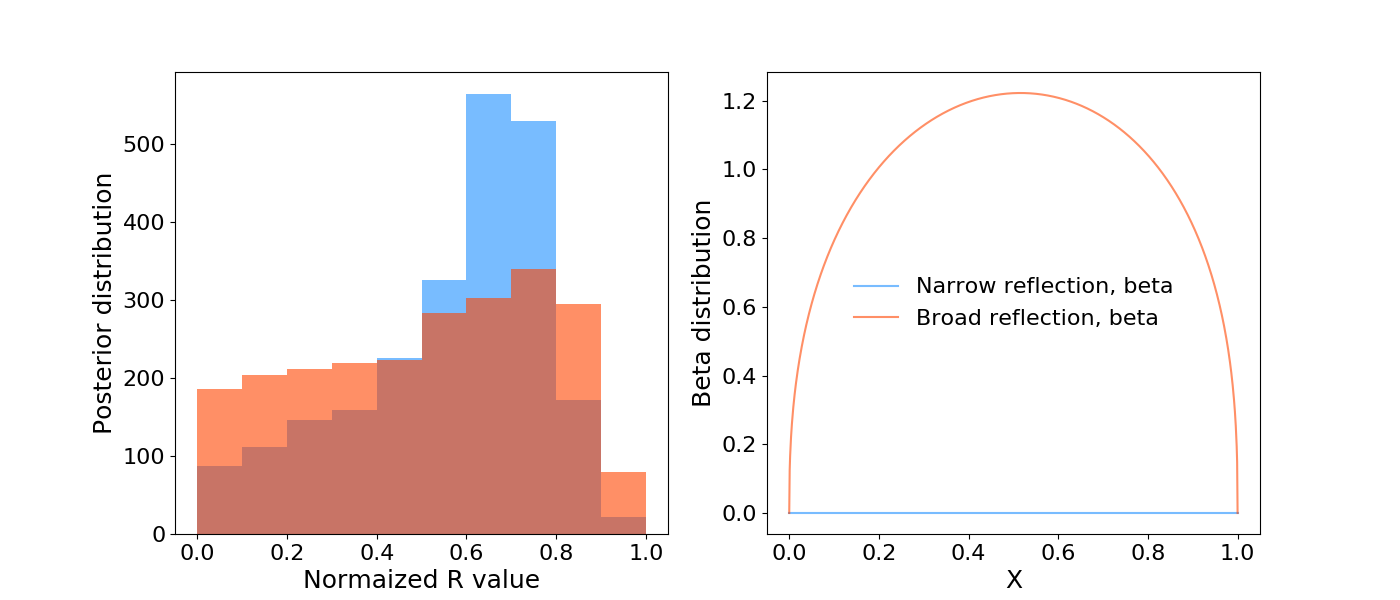 Posterior distribution
500
400
300
200
100
0
0.0 0.2 0.4 0.6 0.8 1.0
Normaized R value
Beta distribution
1.2
1.0
0.8
0.6
0.4
0.2
0.0
Narrow reflection, beta
Broad reflection, beta
0.0 0.2 0.4 0.6 0.8 1.0
X